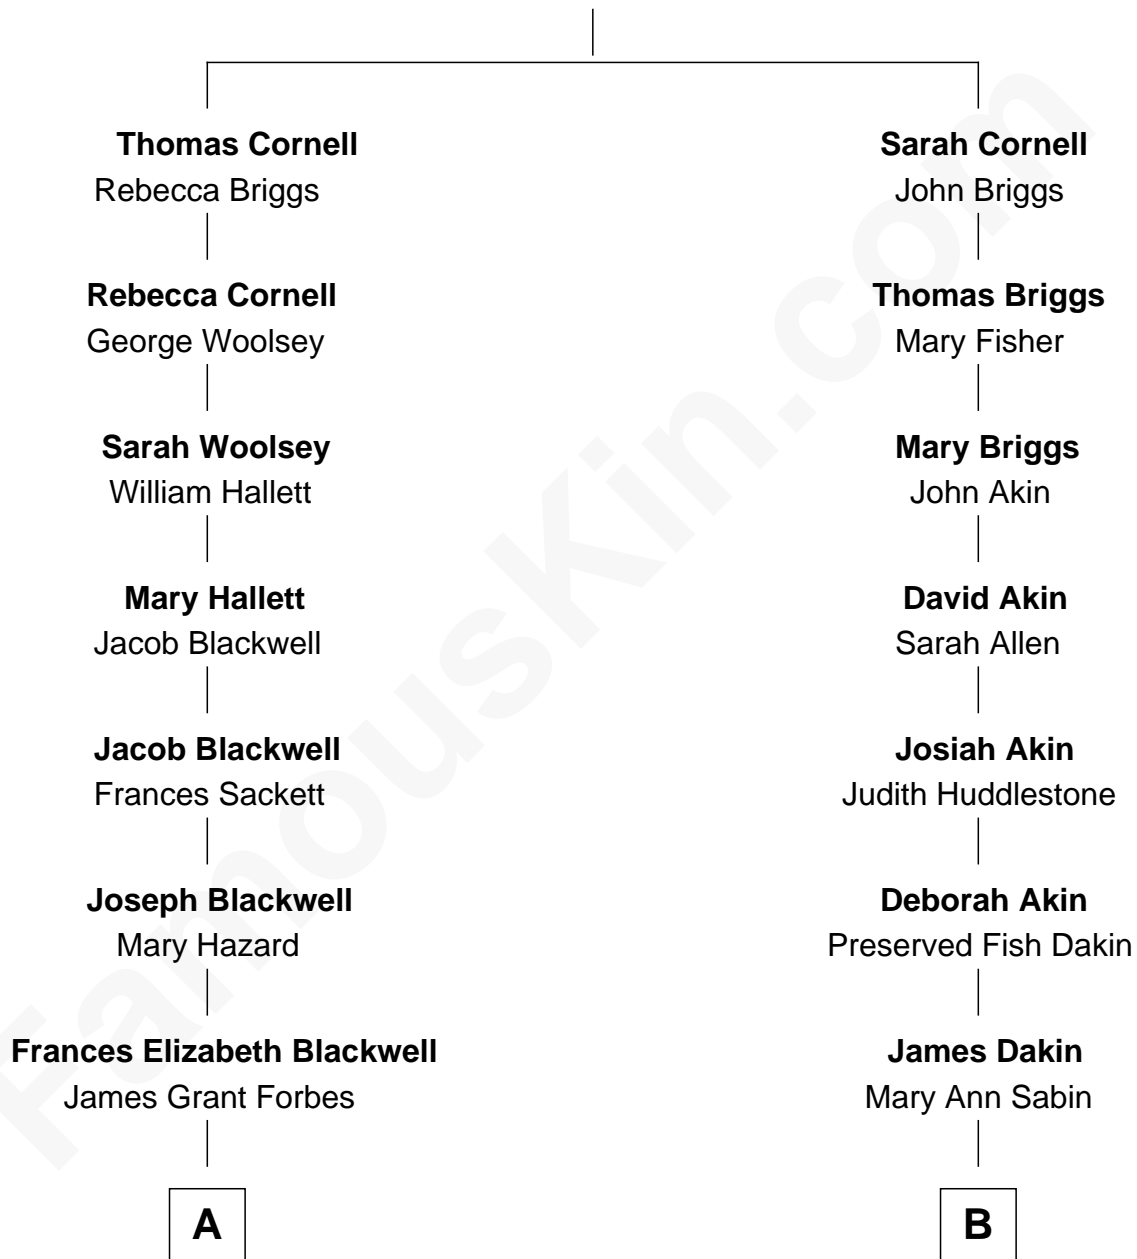 Thomas Cornell
Rebecca Briggs
Rebecca Cornell
George Woolsey
Sarah Woolsey
William Hallett
Mary Hallett
Jacob Blackwell
Jacob Blackwell
Frances Sackett
Joseph Blackwell
Mary Hazard
Frances Elizabeth Blackwell
James Grant Forbes
A
Sarah Cornell
John Briggs
Thomas Briggs
Mary Fisher
Mary Briggs
John Akin
David Akin
Sarah Allen
Josiah Akin
Judith Huddlestone
Deborah Akin
Preserved Fish Dakin
James Dakin
Mary Ann Sabin
B
FamousKin.com